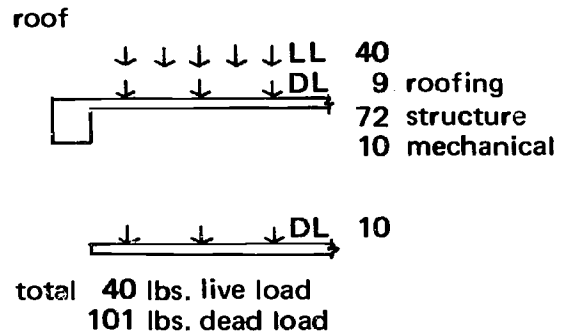 roof
LL 40
DL 9 roofing
72 structure
10 mechanical
DL 10
total 40 lbs. live load
101 lbs. dead load